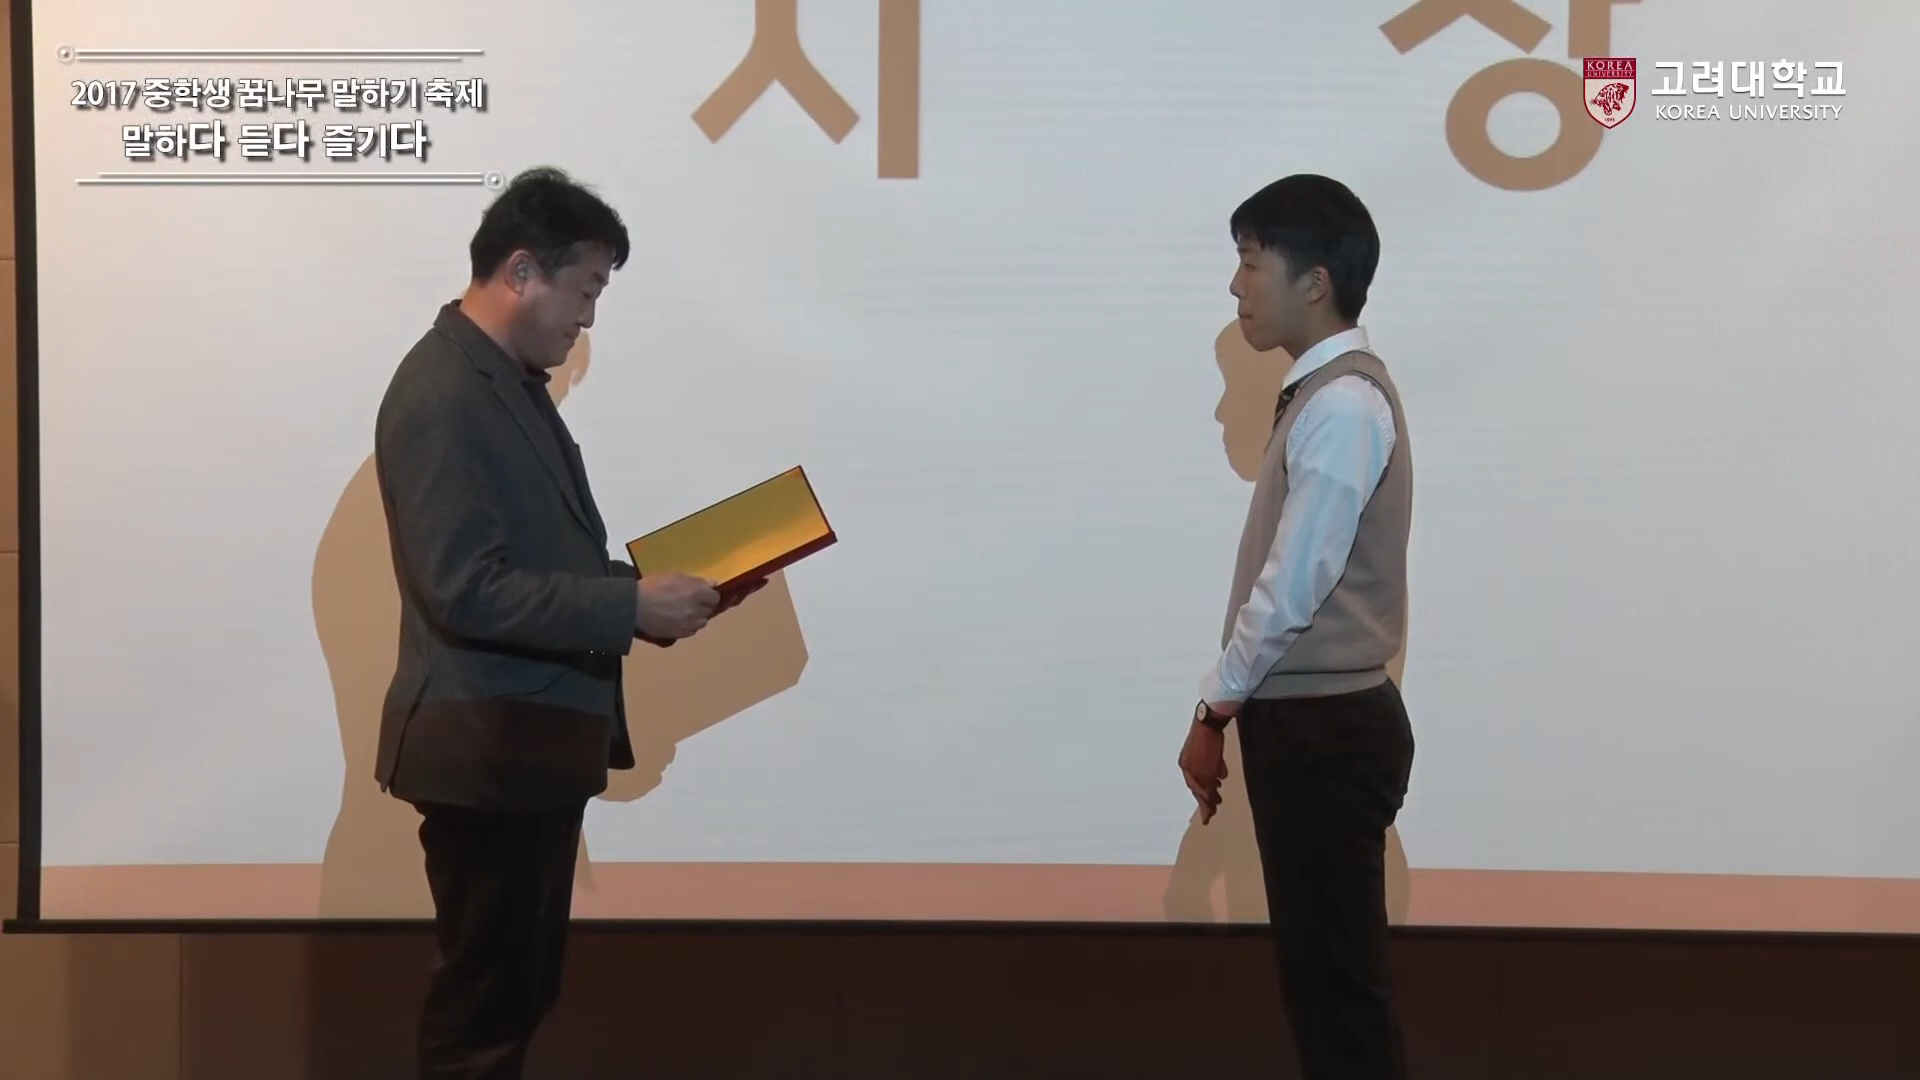 2017 중학생 꿈나무 말하기 축제
말하다 듣다 즐기다
시 상
KOREA
UNIVERSITY
1905
고려대학교
KOREA UNIVERSITY